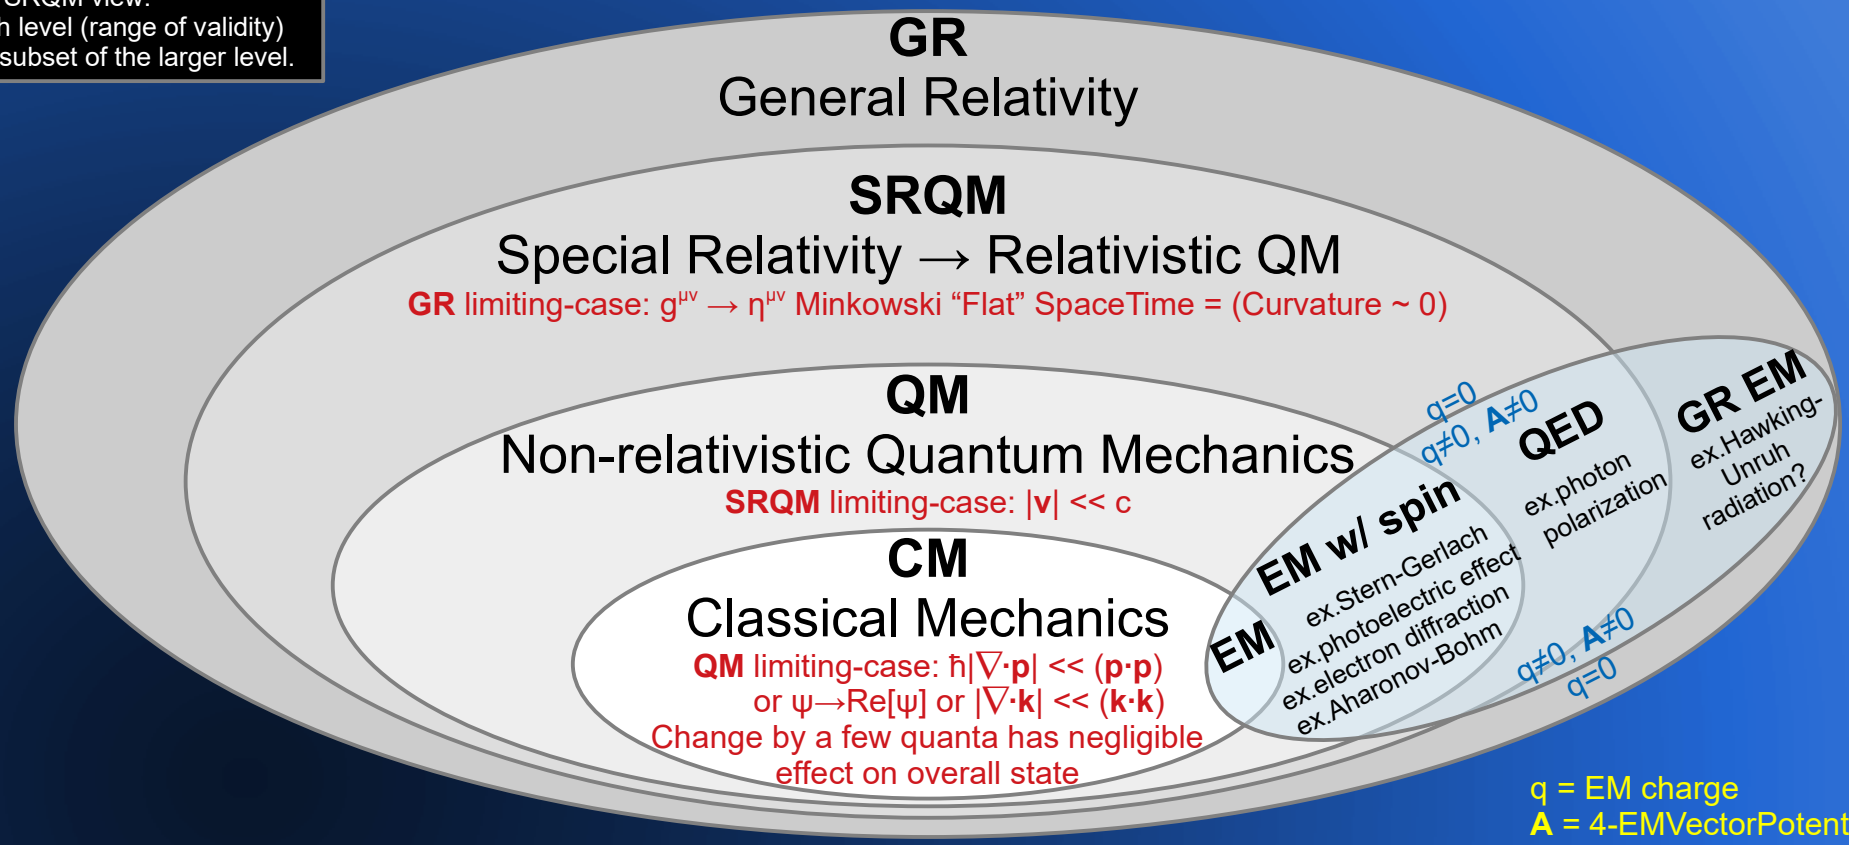 SRQM view:
h level (range of validity)
subset of the larger level.
GR
General Relativity
SRQM
Special Relativity → Relativistic QM
GR limiting-case: g^μν → η^μν Minkowski “Flat” SpaceTime = (Curvature ~ 0)
QM
Non-relativistic Quantum Mechanics
SRQM limiting-case: |v| << c
CM
Classical Mechanics
QM limiting-case: ħ|∇·p| << (p·p)
or ψ→Re[ψ] or |∇·k| << (k·k)
Change by a few quanta has negligible
effect on overall state
EM
EM w/ spin
ex.Stern-Gerlach
ex.photoelectric effect
ex.electron diffraction
ex.Aharonov-Bohm
q=0
q≠0, A≠0
QED
ex.photon
polarization
GR EM
ex.Hawking-
Unruh
radiation?
q≠0, A≠0
q=0
q = EM charge
A = 4-EMVectorPotent